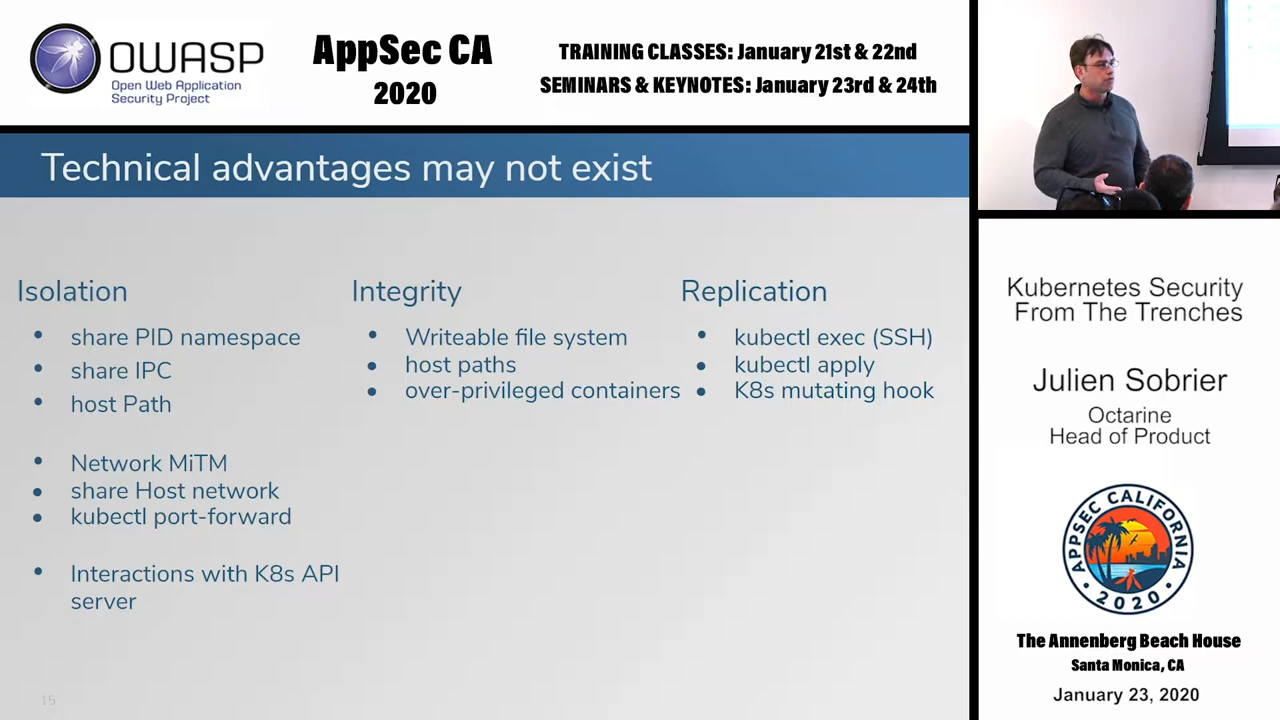 OWASP
Open Web Application
Security Project
AppSec CA
2020
TRAINING CLASSES: January 21st & 22nd
SEMINARS & KEYNOTES: January 23rd & 24th
Technical advantages may not exist
Isolation
• share PID namespace
• share IPC
• host Path
• Network MiTM
• share Host network
• kubectl port-forward
• Interactions with K8s API
server
Integrity
• Writeable file system
• host paths
• over-privileged containers
Replication
• kubectl exec (SSH)
• kubectl apply
• K8s mutating hook
15
Kubernetes Security
From The Trenches
Julien Sobrier
Octarine
Head of Product
APPSEC CALIFORNIA
• 2020 •
The Annenberg Beach House
Santa Monica, CA
January 23, 2020